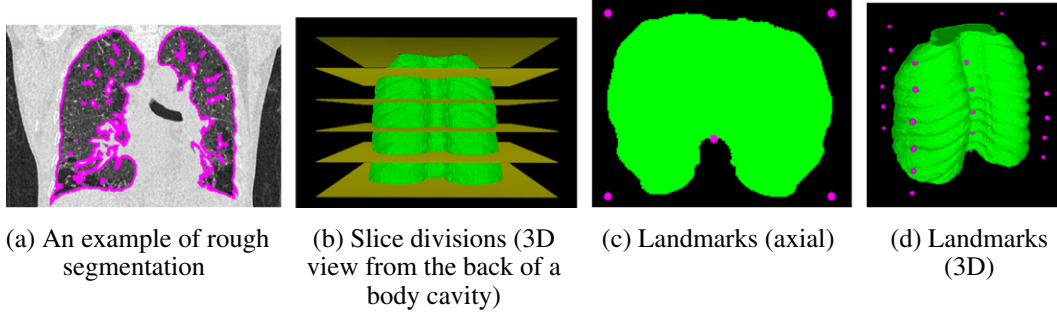 (a) An example of rough
segmentation
(b) Slice divisions (3D
view from the back of a
body cavity)
(c) Landmarks (axial)
(d) Landmarks
(3D)